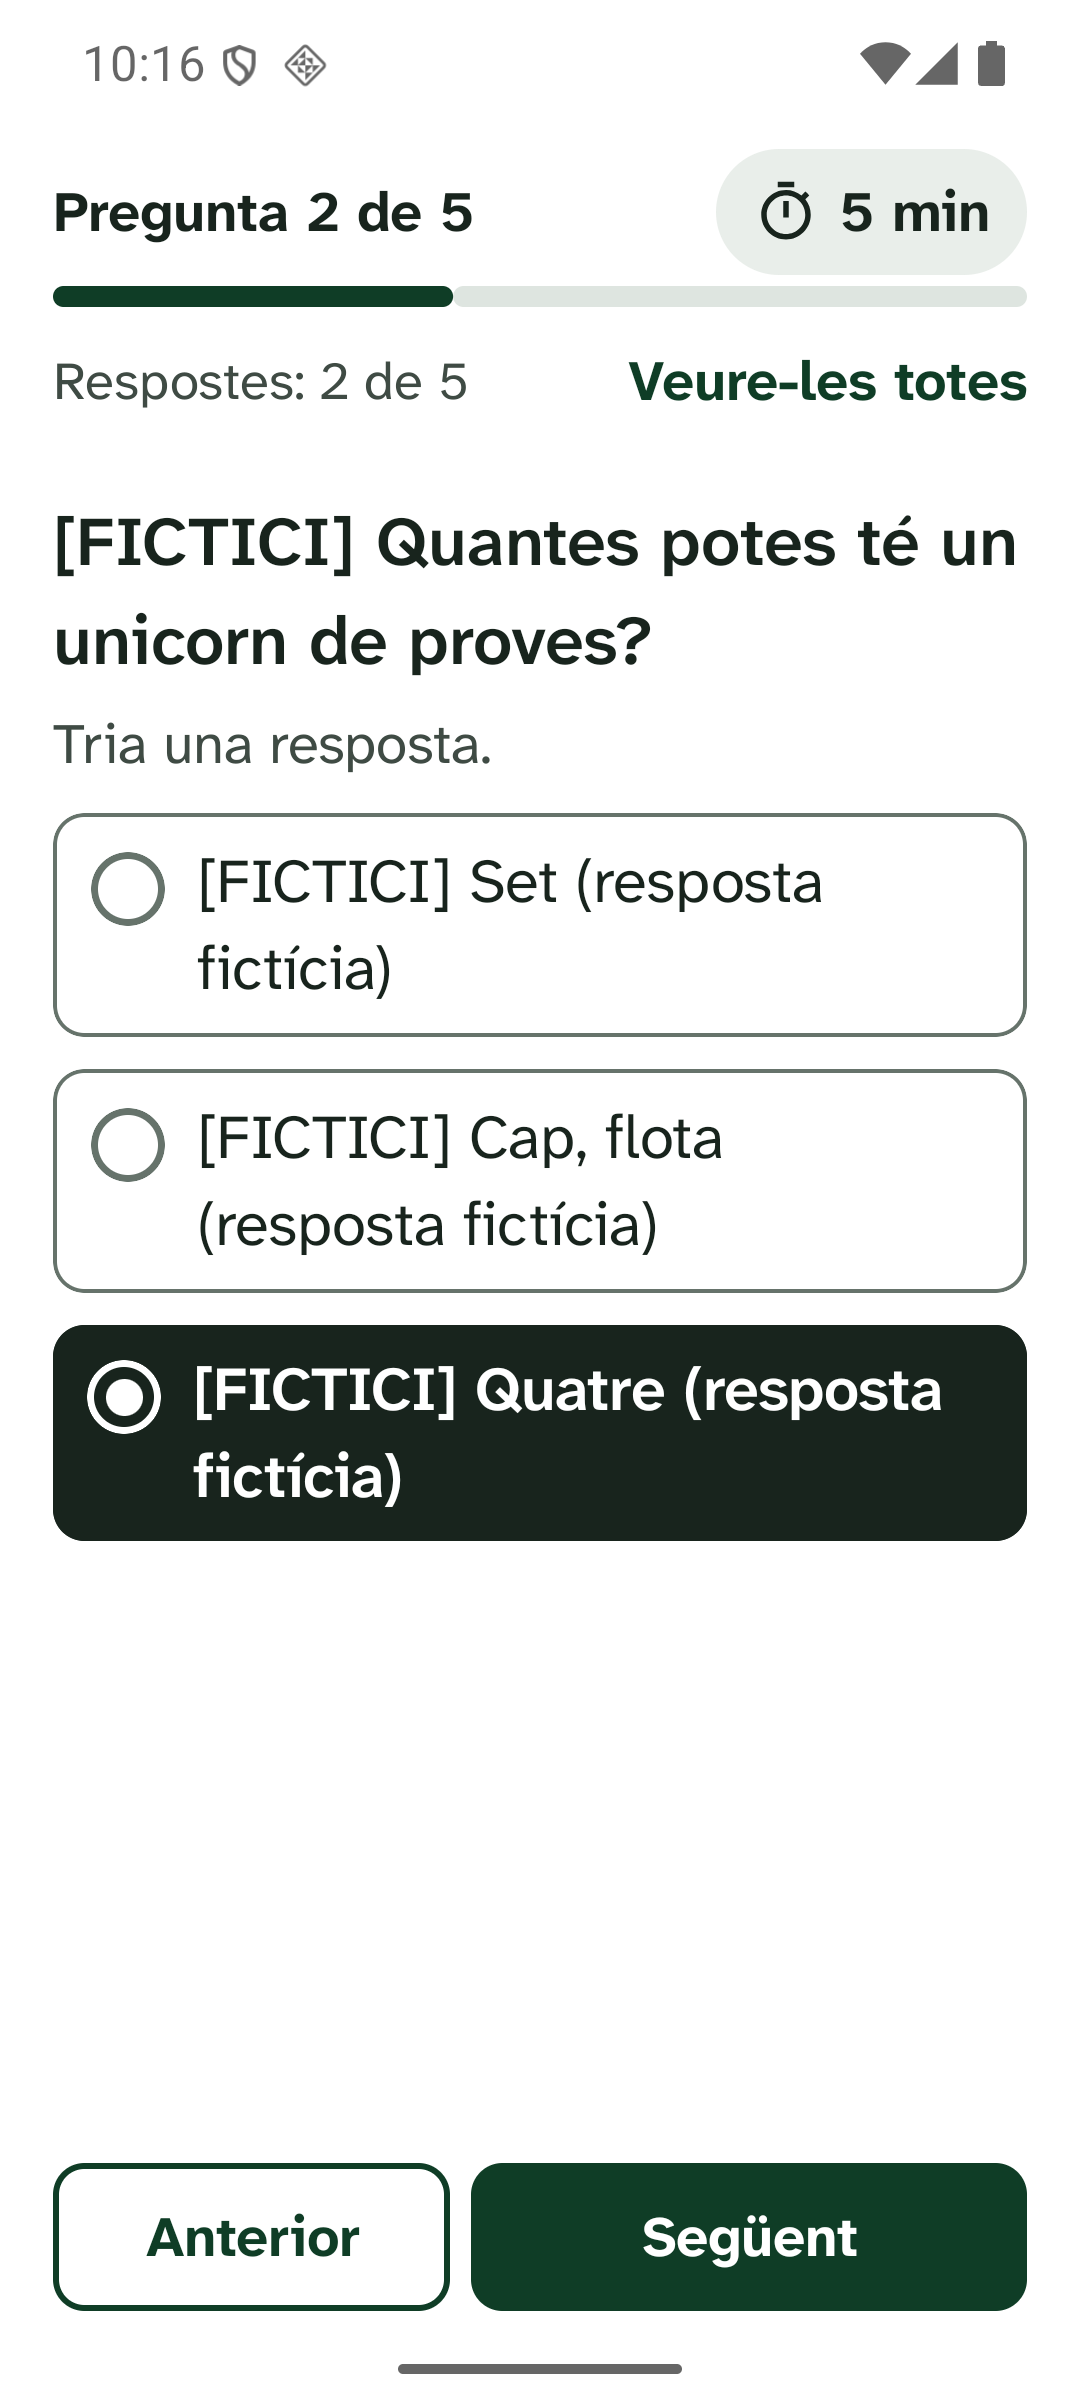 10:16
Pregunta 2 de 5
5 min
Respostes: 2 de 5
Veure-les totes
[FICTICI] Quantes potes té un
unicorn de proves?
Tria una resposta.
[FICTICI] Set (resposta
fictícia)
[FICTICI] Cap, flota
(resposta fictícia)
[FICTICI] Quatre (resposta
fictícia)
Anterior
Següent